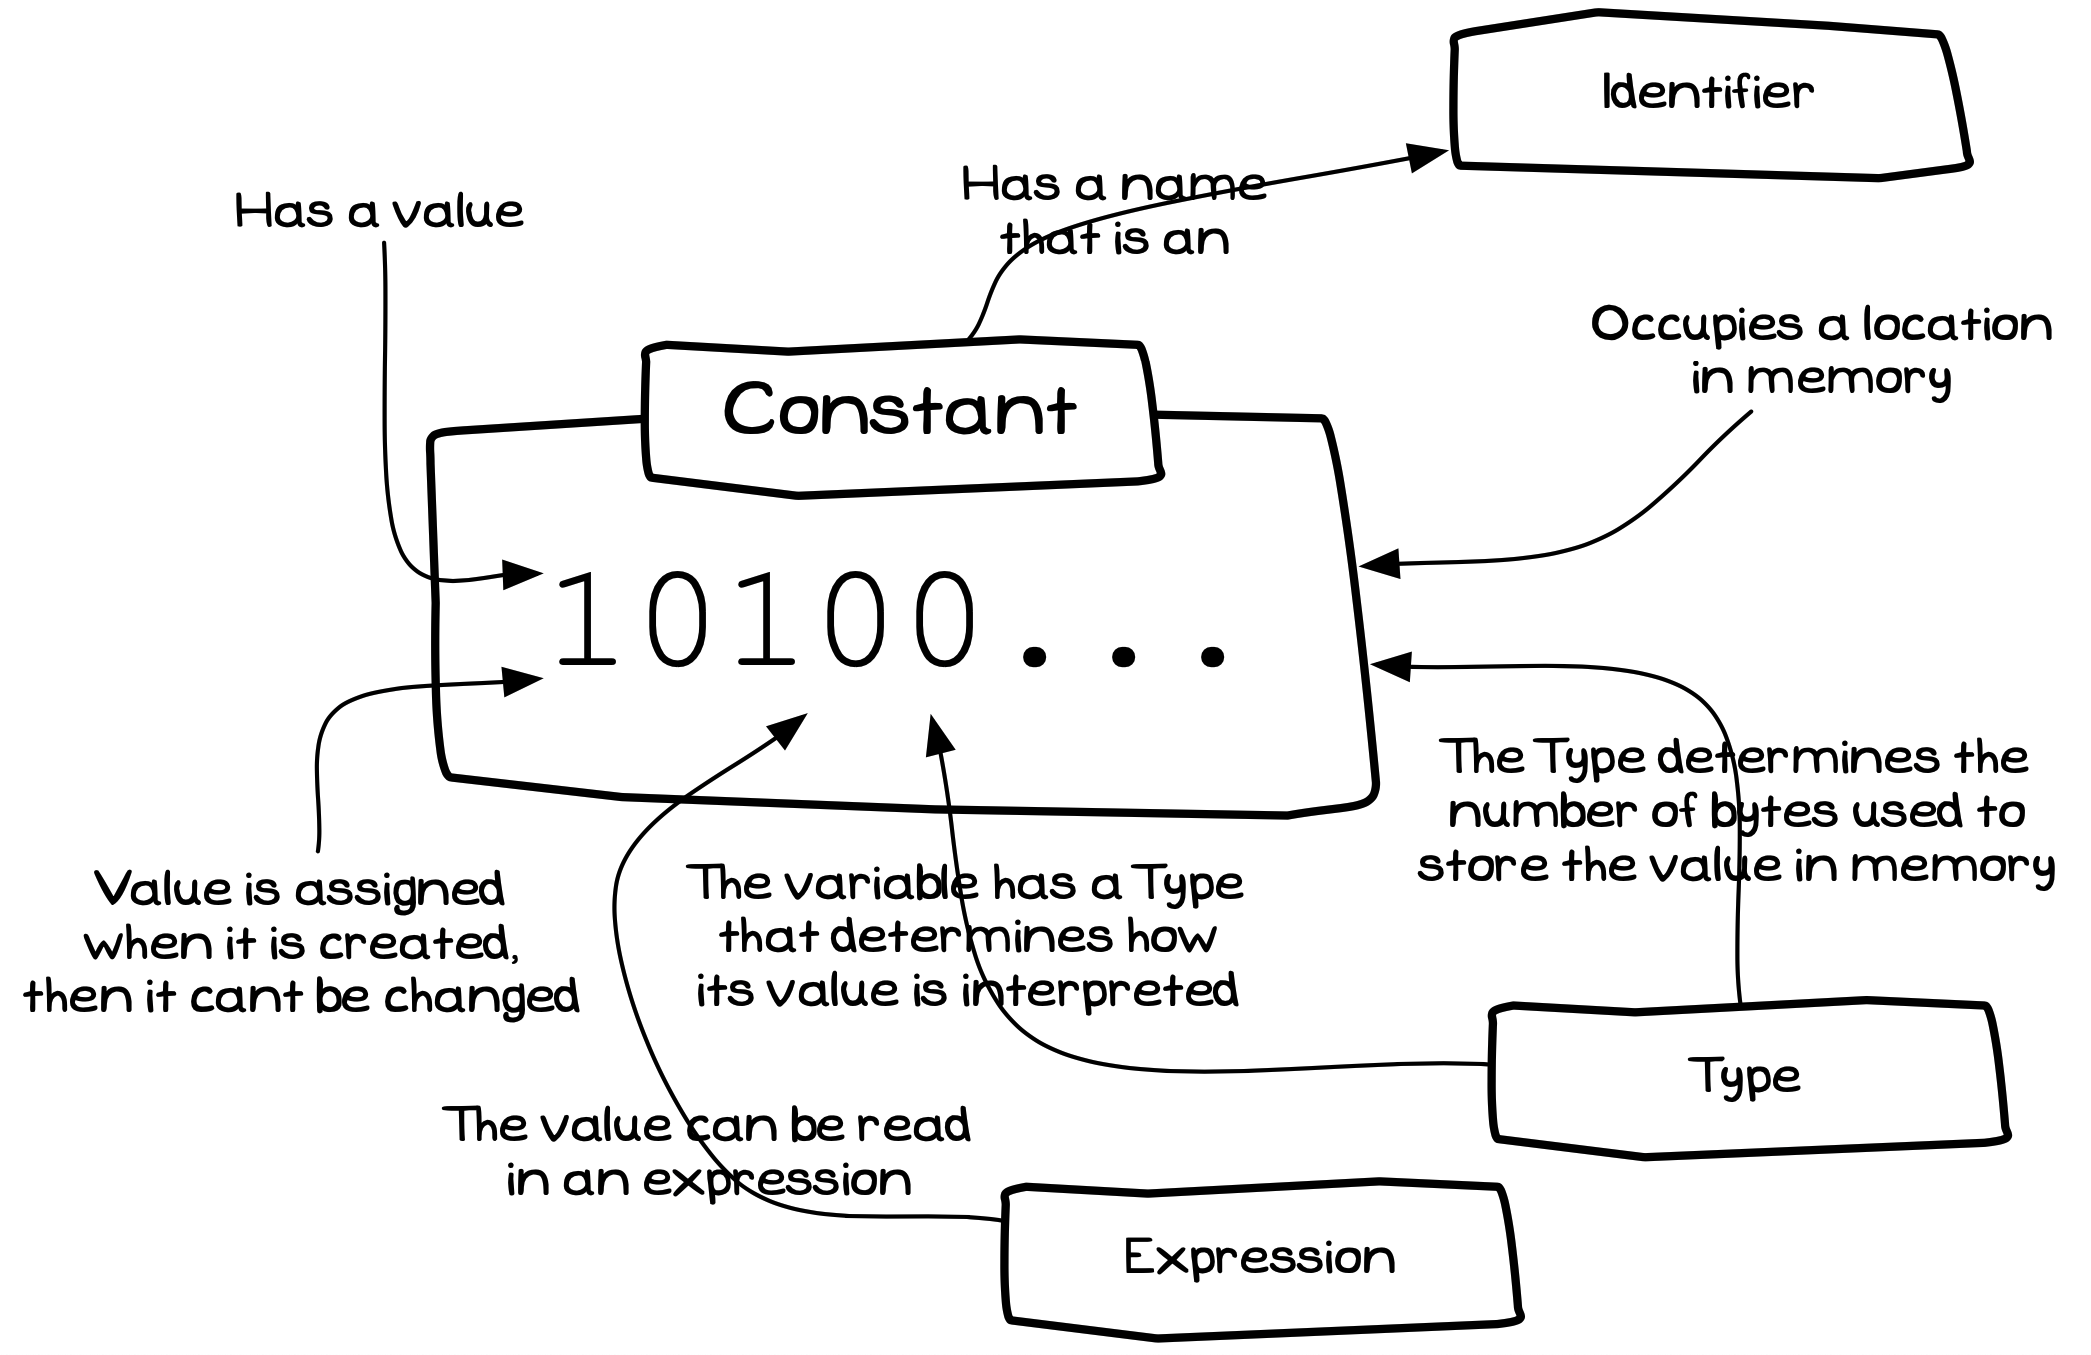 Identifier
Has a name
that is an
Has a value
Occupies a location
in memory
Constant
10100...
The Type determines the
number of bytes used to
store the value in memory
Value is assigned
when it is created,
then it cant be changed
The variable has a Type
that determines how
its value is interpreted
Type
The value can be read
in an expression
Expression